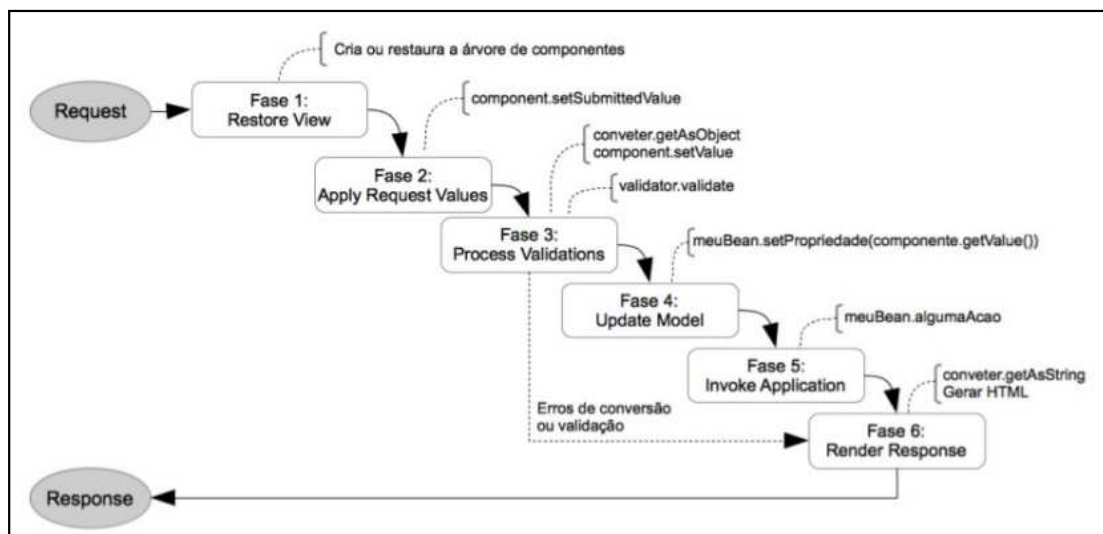 Cria ou restaura a árvore de componentes
Request
Fase 1:
Restore View
component.setSubmittedValue
Fase 2:
Apply Request Values
conveter.getAsObject
component.setValue
validator.validate
Fase 3:
Process Validations
meuBean.setPropriedade(componente.getValue())
Fase 4:
Update Model
meuBean.algumaAcao
Fase 5:
Invoke Application
conveter.getAsString
Gerar HTML
Erros de conversão
ou validação
Fase 6:
Render Response
Response